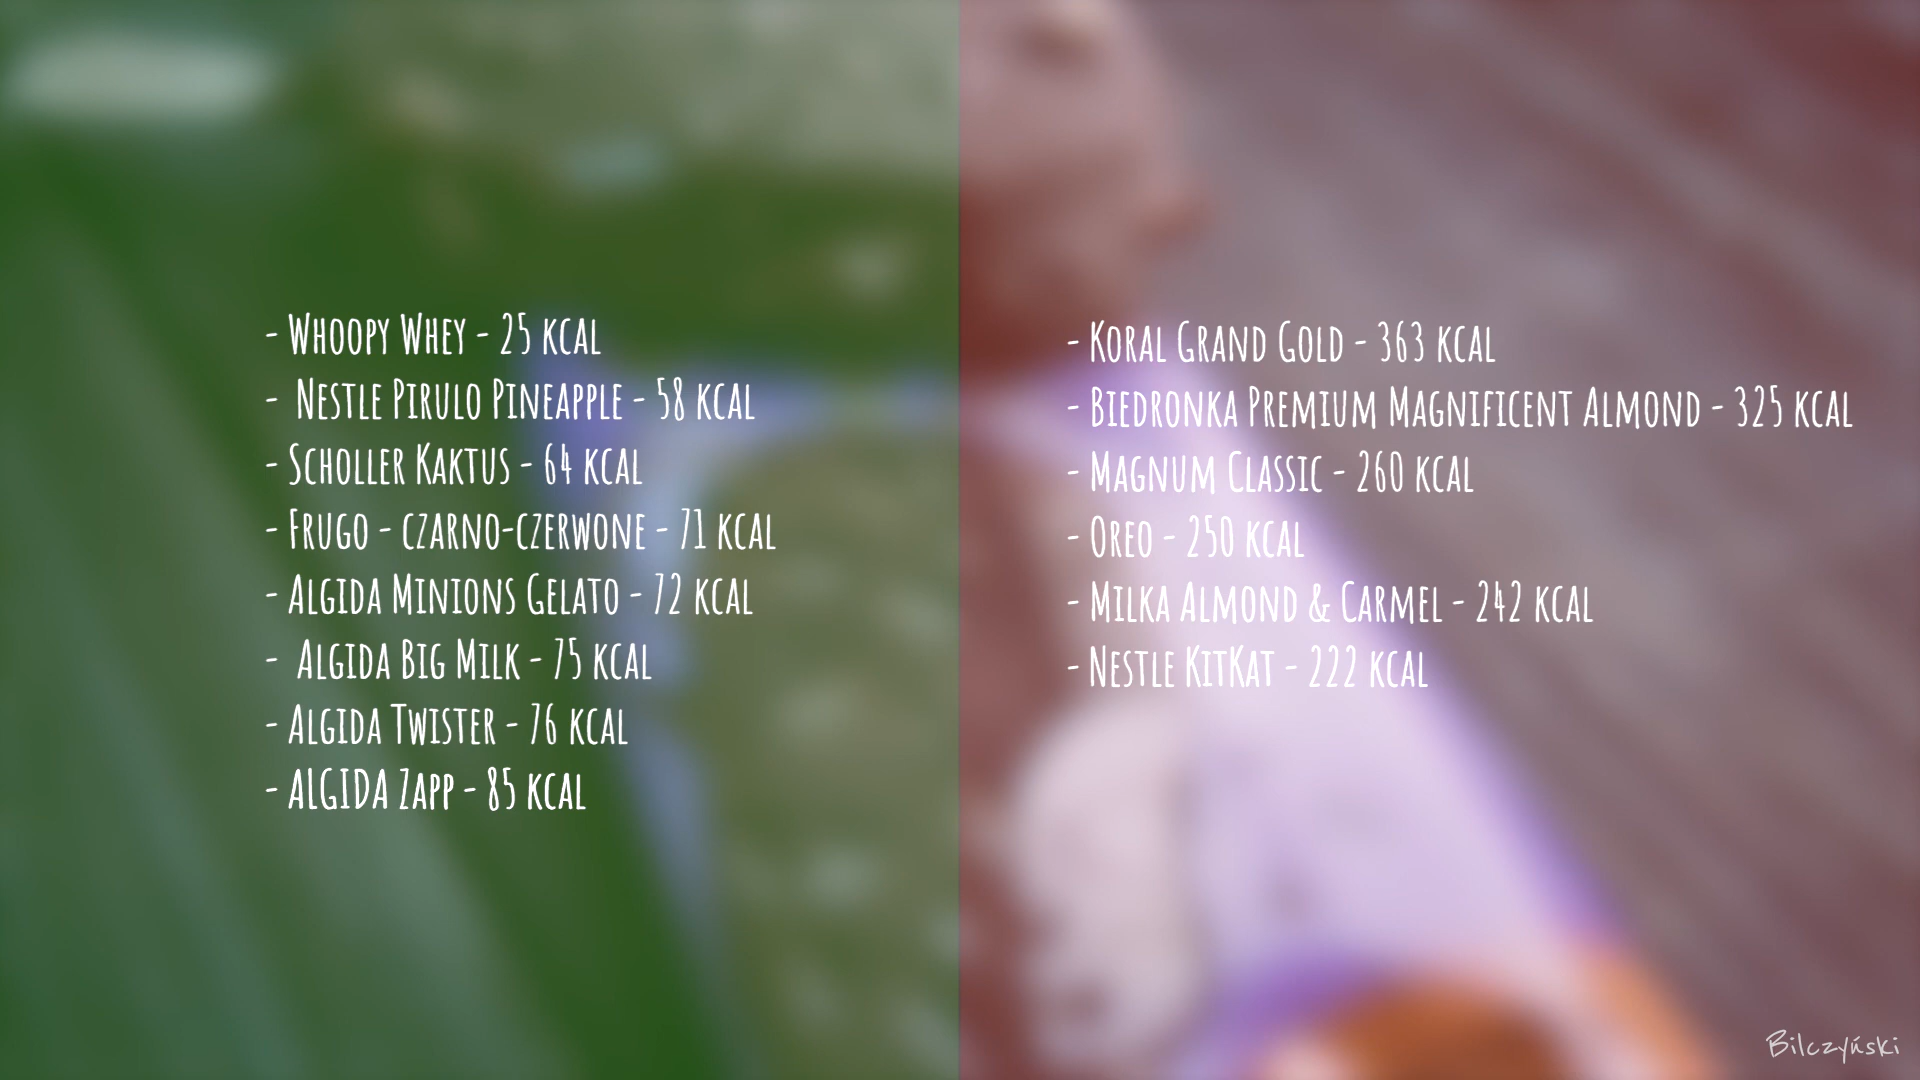 - Whoopy Whey - 25 kcal
- Nestle Pirulo Pineapple - 58 kcal
- Scholler Kaktus - 64 kcal
- Frugo - czarno-czerwone - 71 kcal
- Algida Minions Gelato - 72 kcal
- Algida Big Milk - 75 kcal
- Algida Twister - 76 kcal
- ALGIDA Zapp - 85 kcal
- Koral Grand Gold - 363 kcal
- Biedronka Premium Magnificent Almond - 325 kcal
- Magnum Classic - 260 kcal
- Oreo - 250 kcal
- Milka Almond & Carmel - 242 kcal
- Nestle KitKat - 222 kcal
Bilczyński